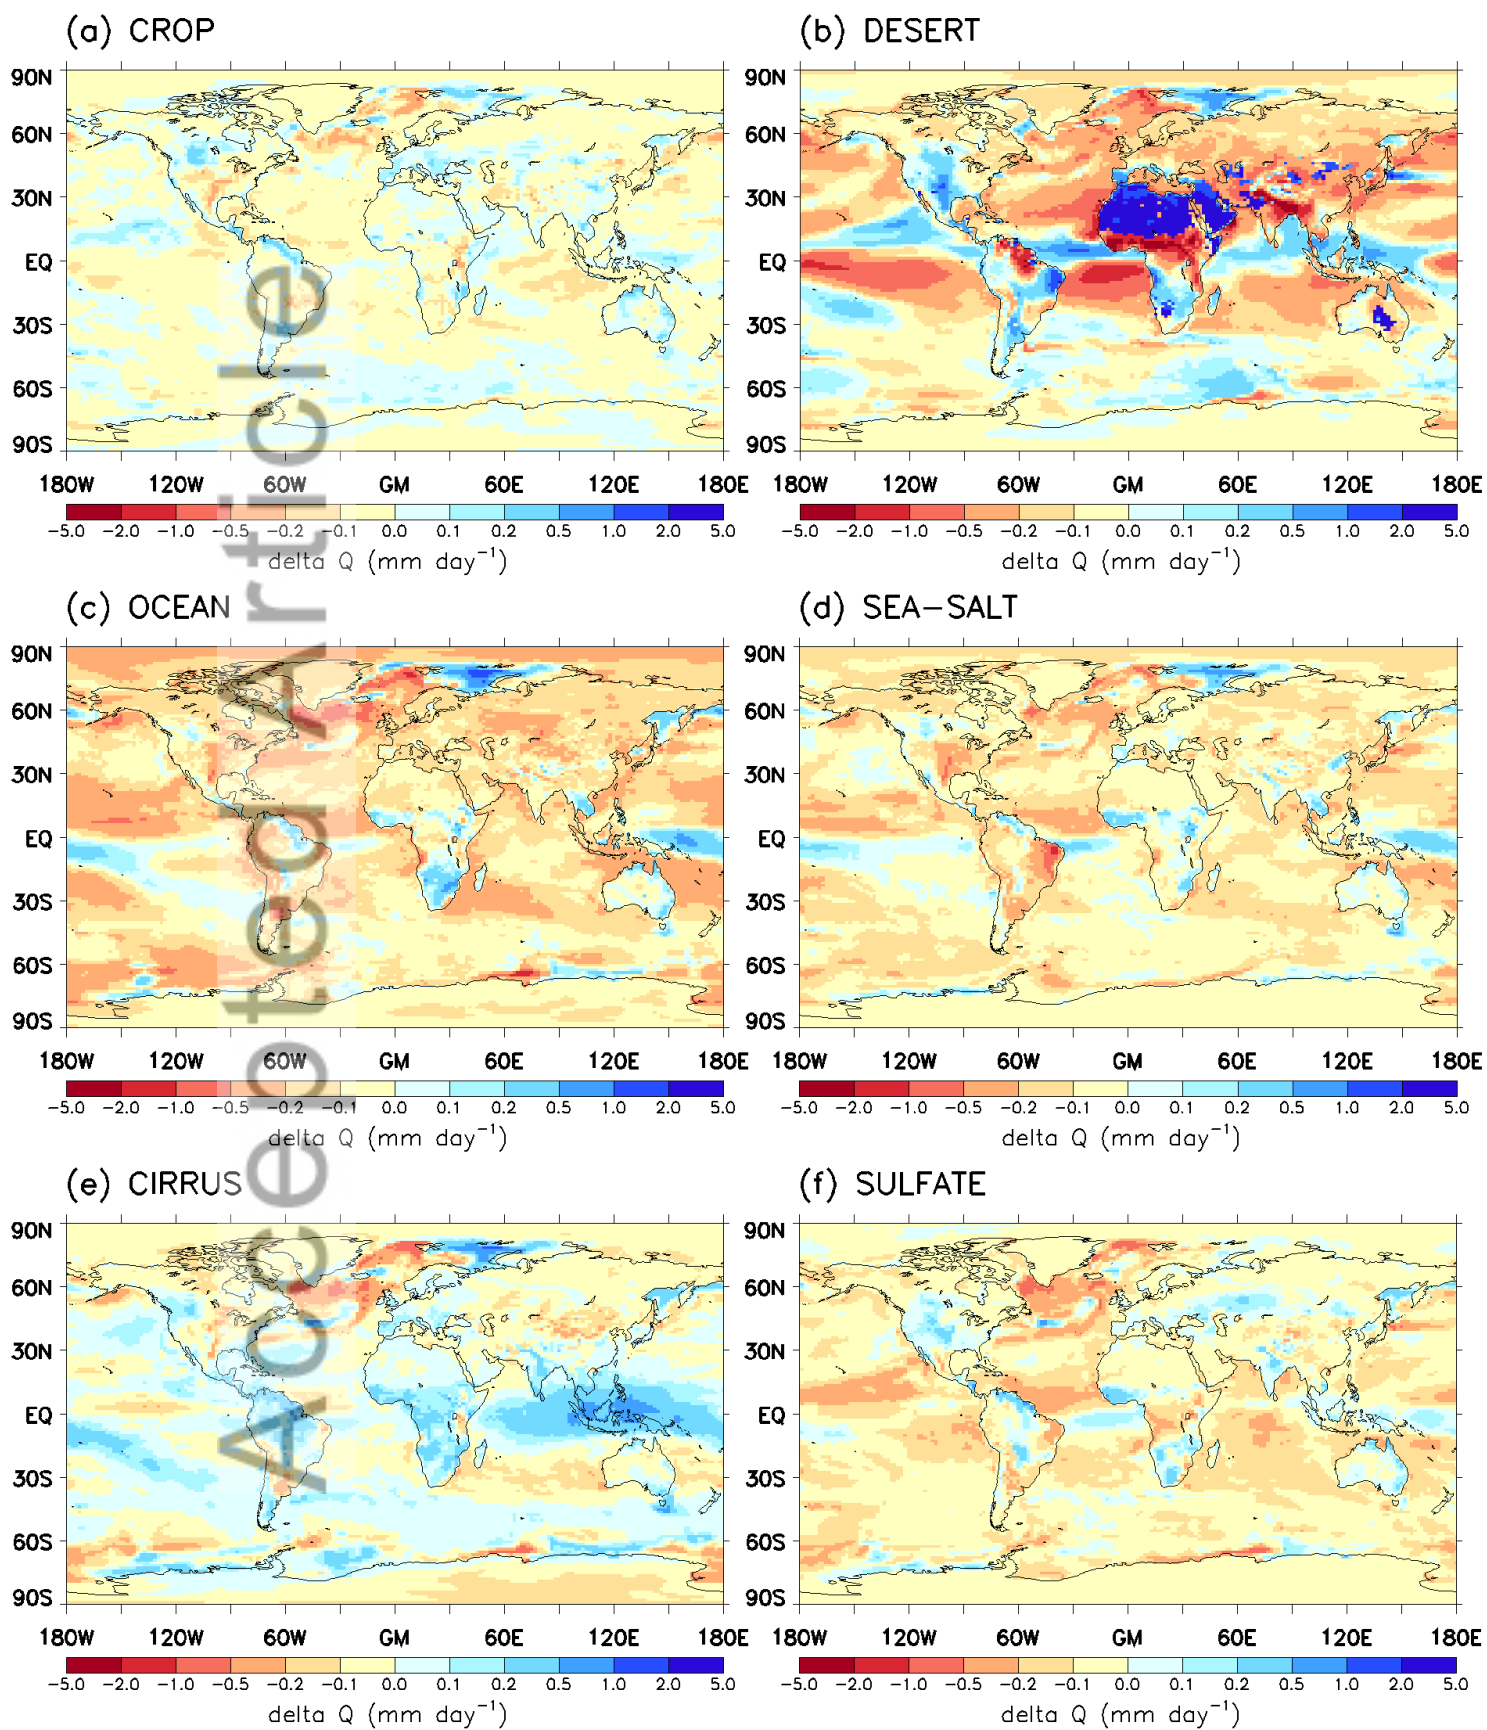 (a) CROP
(b) DESERT
90N
60N
30N
EQ
30S
60S
90S
180W 120W 60W GM 60E 120E 180E
-5.0 -2.0 -1.0 -0.5 -0.2 -0.1 0.0 0.1 0.2 0.5 1.0 2.0 5.0
delta Q (mm day⁻¹)
90N
60N
30N
EQ
30S
60S
90S
180W 120W 60W GM 60E 120E 180E
-5.0 -2.0 -1.0 -0.5 -0.2 -0.1 0.0 0.1 0.2 0.5 1.0 2.0 5.0
delta Q (mm day⁻¹)
(c) OCEAN
(d) SEA-SALT
90N
60N
30N
EQ
30S
60S
90S
180W 120W 60W GM 60E 120E 180E
-5.0 -2.0 -1.0 -0.5 -0.2 -0.1 0.0 0.1 0.2 0.5 1.0 2.0 5.0
delta Q (mm day⁻¹)
90N
60N
30N
EQ
30S
60S
90S
180W 120W 60W GM 60E 120E 180E
-5.0 -2.0 -1.0 -0.5 -0.2 -0.1 0.0 0.1 0.2 0.5 1.0 2.0 5.0
delta Q (mm day⁻¹)
(e) CIRRUS
(f) SULFATE
90N
60N
30N
EQ
30S
60S
90S
180W 120W 60W GM 60E 120E 180E
-5.0 -2.0 -1.0 -0.5 -0.2 -0.1 0.0 0.1 0.2 0.5 1.0 2.0 5.0
delta Q (mm day⁻¹)
90N
60N
30N
EQ
30S
60S
90S
180W 120W 60W GM 60E 120E 180E
-5.0 -2.0 -1.0 -0.5 -0.2 -0.1 0.0 0.1 0.2 0.5 1.0 2.0 5.0
delta Q (mm day⁻¹)
Accepted Article